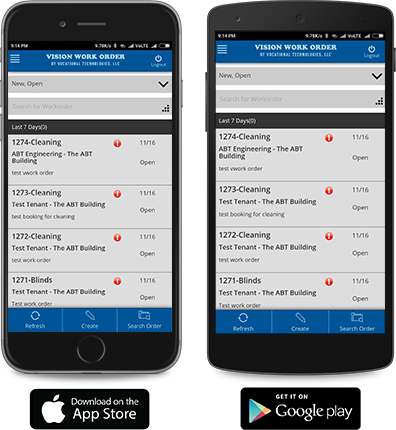 9:14 PM 9.78K/s VoLTE
VISION WORK ORDER
BY VOCATIONAL TECHNOLOGIES, LLC
Logout
New, Open
Search for Workorder
Last 7 Days(0)
1274-Cleaning 11/16
ABT Engineering - The ABT
Building
Open
test vwork order
1273-Cleaning 11/16
Test Tenant - The ABT Building
Open
test booking for cleaning
1272-Cleaning 11/16
Test Tenant - The ABT Building
Open
test work order
1271-Blinds 11/16
Test Tenant - The ABT Building
Open
Test work order
Refresh Create Search Order
Download on the
App Store
9:14 PM 9.78K/s VoLTE
VISION WORK ORDER
BY VOCATIONAL TECHNOLOGIES, LLC
Logout
New, Open
Search for Workorder
Last 7 Days(0)
1274-Cleaning 11/16
ABT Engineering - The ABT
Building
Open
test vwork order
1273-Cleaning 11/16
Test Tenant - The ABT Building
Open
test booking for cleaning
1272-Cleaning 11/16
Test Tenant - The ABT Building
Open
test work order
1271-Blinds 11/16
Test Tenant - The ABT Building
Open
Test work order
Refresh Create Search Order
GET IT ON
Google play